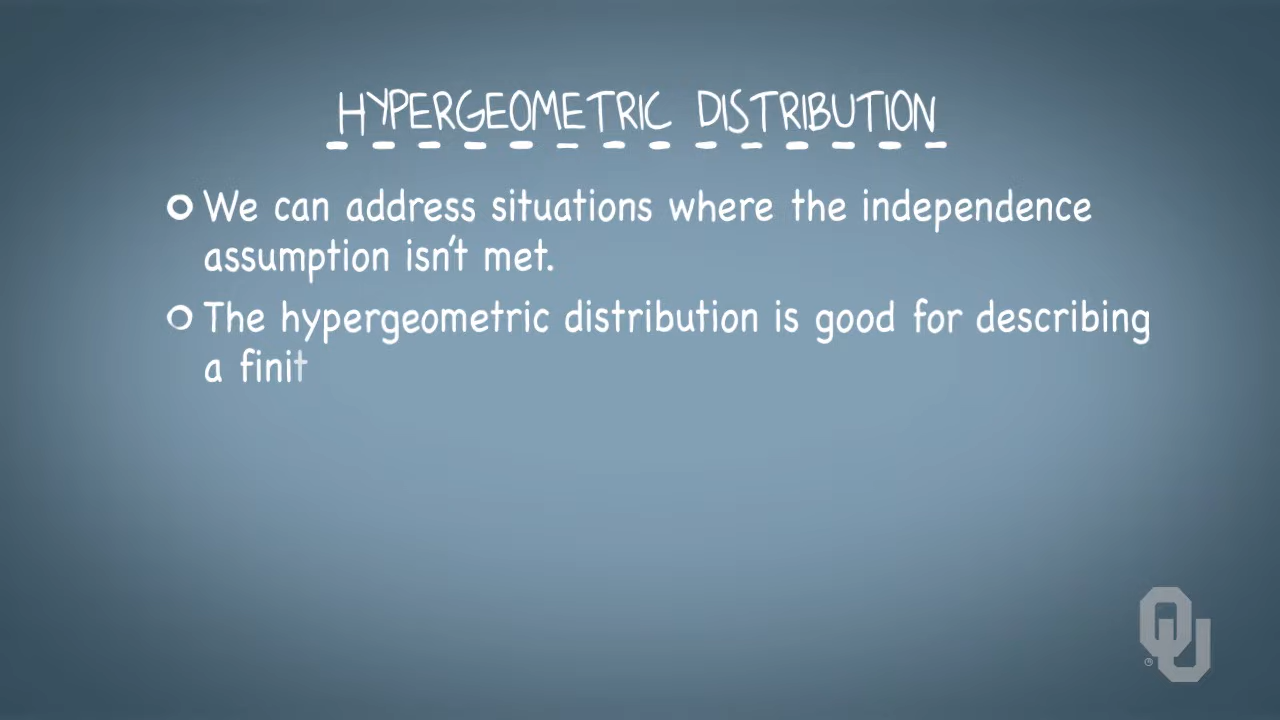 HYPERGEOMETRIC DISTRIBUTION
We can address situations where the independence
assumption isn't met.
The hypergeometric distribution is good for describing
a finit
OU